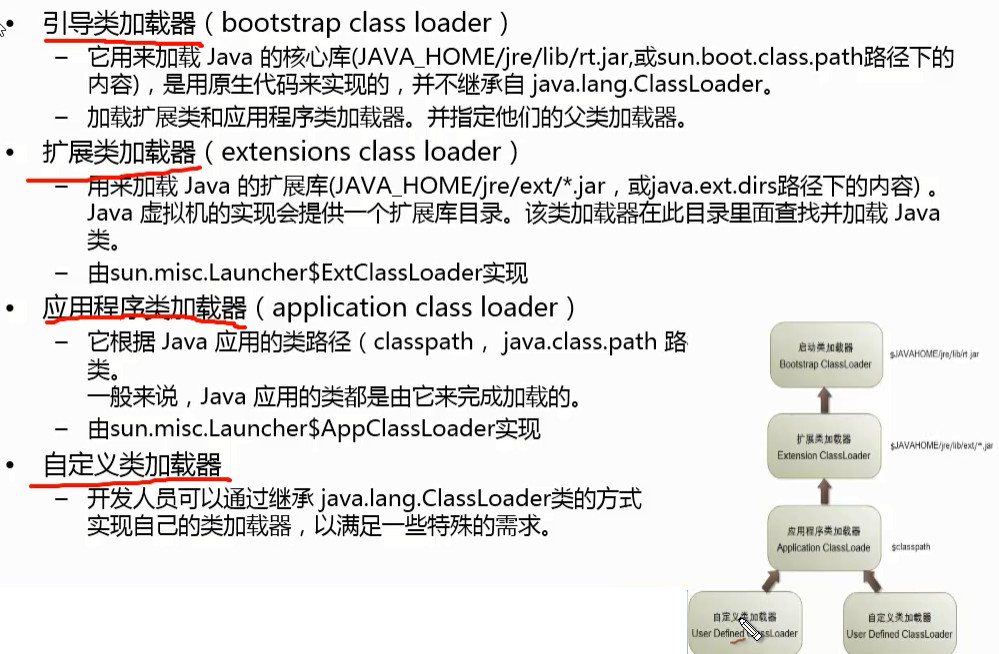 引导类加载器（bootstrap class loader）
它用来加载 Java 的核心库(JAVA_HOME/jre/lib/rt.jar,或sun.boot.class.path路径下的
内容)，是用原生代码来实现的，并不继承自 java.lang.ClassLoader。
加载扩展类和应用程序类加载器。并指定他们的父类加载器。
扩展类加载器（extensions class loader）
用来加载 Java 的扩展库(JAVA_HOME/jre/ext/*.jar，或java.ext.dirs路径下的内容) 。
Java 虚拟机的实现会提供一个扩展库目录。该类加载器在此目录里面查找并加载 Java
类。
由sun.misc.Launcher$ExtClassLoader实现
应用程序类加载器（application class loader）
它根据 Java 应用的类路径（classpath， java.class.path 路
类。
一般来说，Java 应用的类都是由它来完成加载的。
由sun.misc.Launcher$AppClassLoader实现
自定义类加载器
开发人员可以通过继承 java.lang.ClassLoader类的方式
实现自己的类加载器，以满足一些特殊的需求。
启动类加载器
Bootstrap ClassLoader
$JAVAHOME/jre/lib/rt.jar
扩展类加载器
Extension ClassLoader
$JAVAHOME/jre/lib/ext/*.jar
应用程序类加载器
Application ClassLoade
$classpath
自定义类加载器
User Defined ClassLoader
自定义类加载器
User Defined ClassLoader